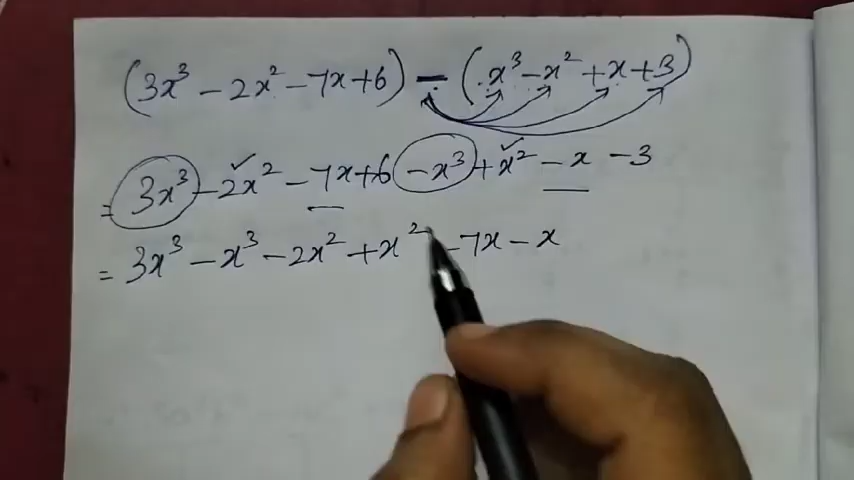 (3x³ - 2x² - 7x + 6) - (x³ - x² + x + 3)
= 3x³ - 2x² - 7x + 6 - x³ + x² - x - 3
= 3x³ - x³ - 2x² + x² - 7x - x